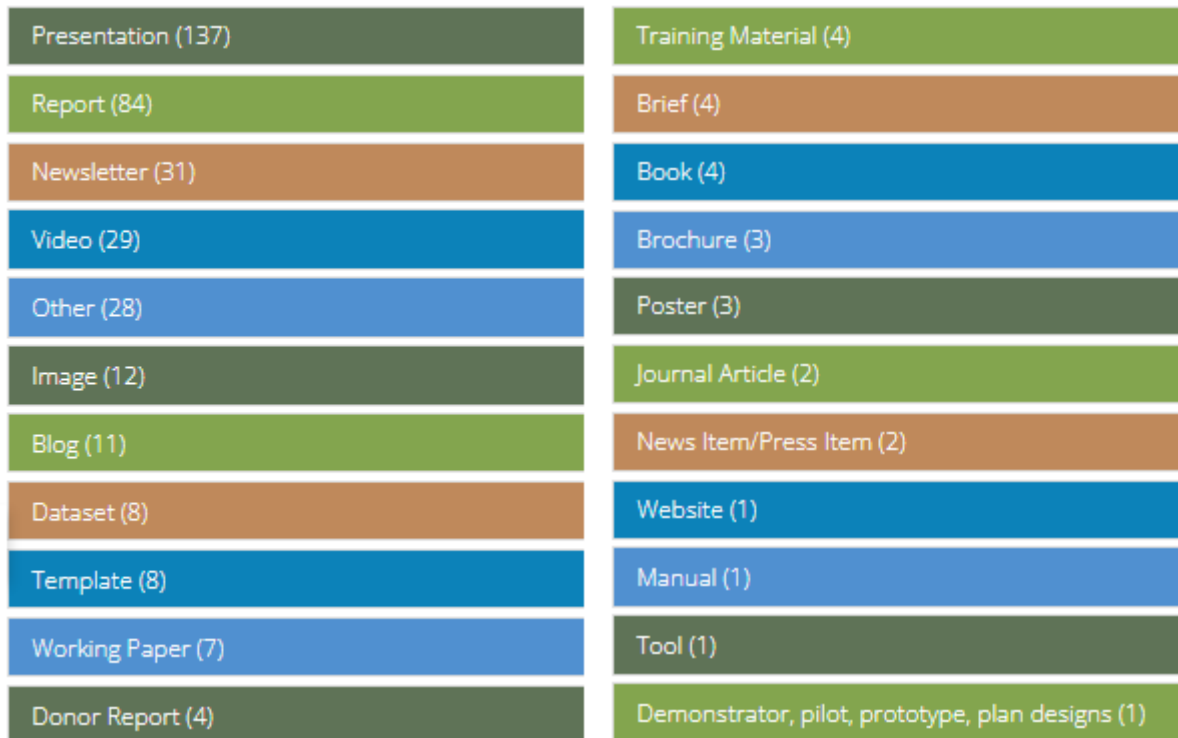 Presentation (137)
Report (84)
Newsletter (31)
Video (29)
Other (28)
Image (12)
Blog (11)
Dataset (8)
Template (8)
Working Paper (7)
Donor Report (4)
Training Material (4)
Brief (4)
Book (4)
Brochure (3)
Poster (3)
Journal Article (2)
News Item/Press Item (2)
Website (1)
Manual (1)
Tool (1)
Demonstrator, pilot, prototype, plan designs (1)